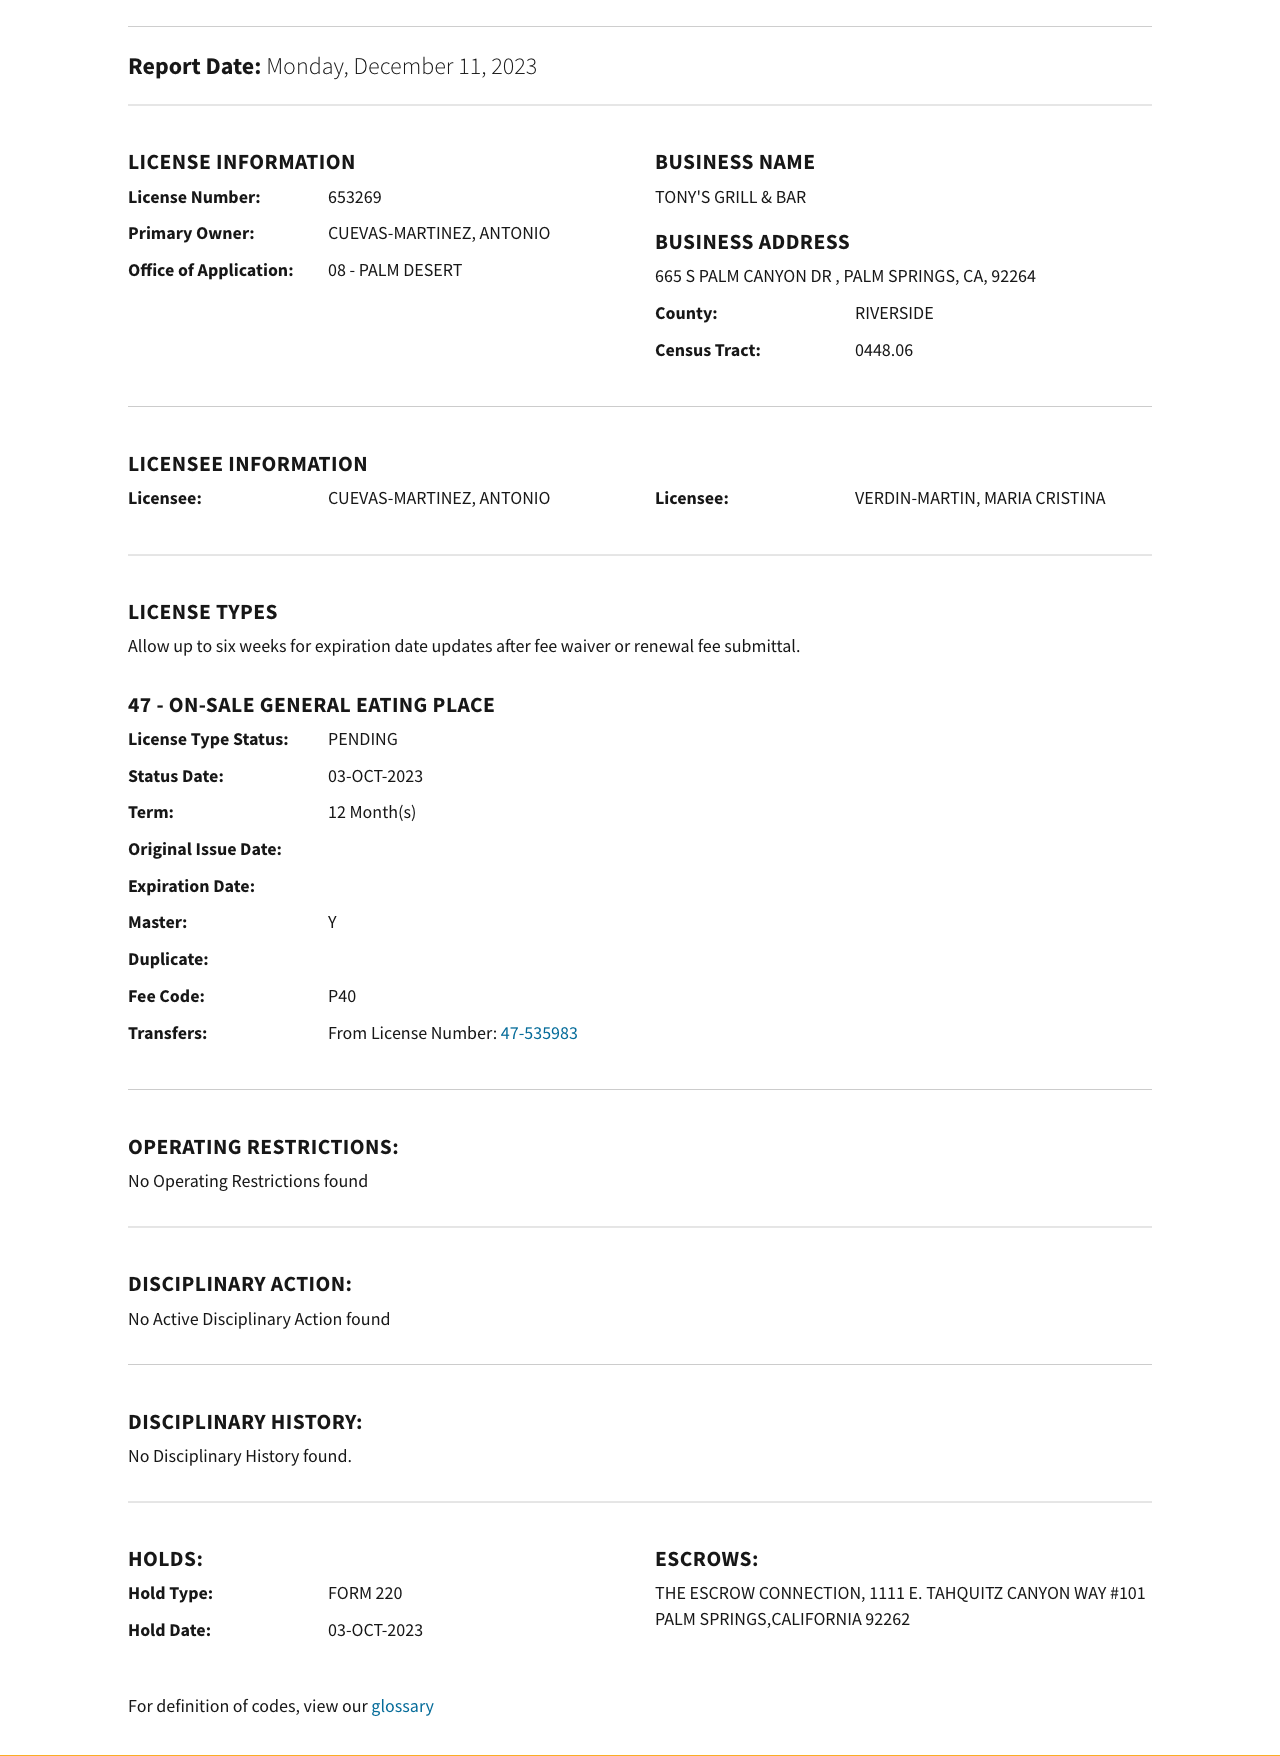 Report Date: Monday, December 11, 2023
LICENSE INFORMATION
License Number: 653269
Primary Owner: CUEVAS-MARTINEZ, ANTONIO
Office of Application: 08 - PALM DESERT
BUSINESS NAME
TONY'S GRILL & BAR
BUSINESS ADDRESS
665 S PALM CANYON DR , PALM SPRINGS, CA, 92264
County: RIVERSIDE
Census Tract: 0448.06
LICENSEE INFORMATION
Licensee: CUEVAS-MARTINEZ, ANTONIO
Licensee: VERDIN-MARTIN, MARIA CRISTINA
LICENSE TYPES
Allow up to six weeks for expiration date updates after fee waiver or renewal fee submittal.
47 - ON-SALE GENERAL EATING PLACE
License Type Status: PENDING
Status Date: 03-OCT-2023
Term: 12 Month(s)
Original Issue Date:
Expiration Date:
Master: Y
Duplicate:
Fee Code: P40
Transfers: From License Number: 47-535983
OPERATING RESTRICTIONS:
No Operating Restrictions found
DISCIPLINARY ACTION:
No Active Disciplinary Action found
DISCIPLINARY HISTORY:
No Disciplinary History found.
HOLDS:
Hold Type: FORM 220
Hold Date: 03-OCT-2023
ESCROWS:
THE ESCROW CONNECTION, 1111 E. TAHQUITZ CANYON WAY #101
PALM SPRINGS,CALIFORNIA 92262
For definition of codes, view our glossary